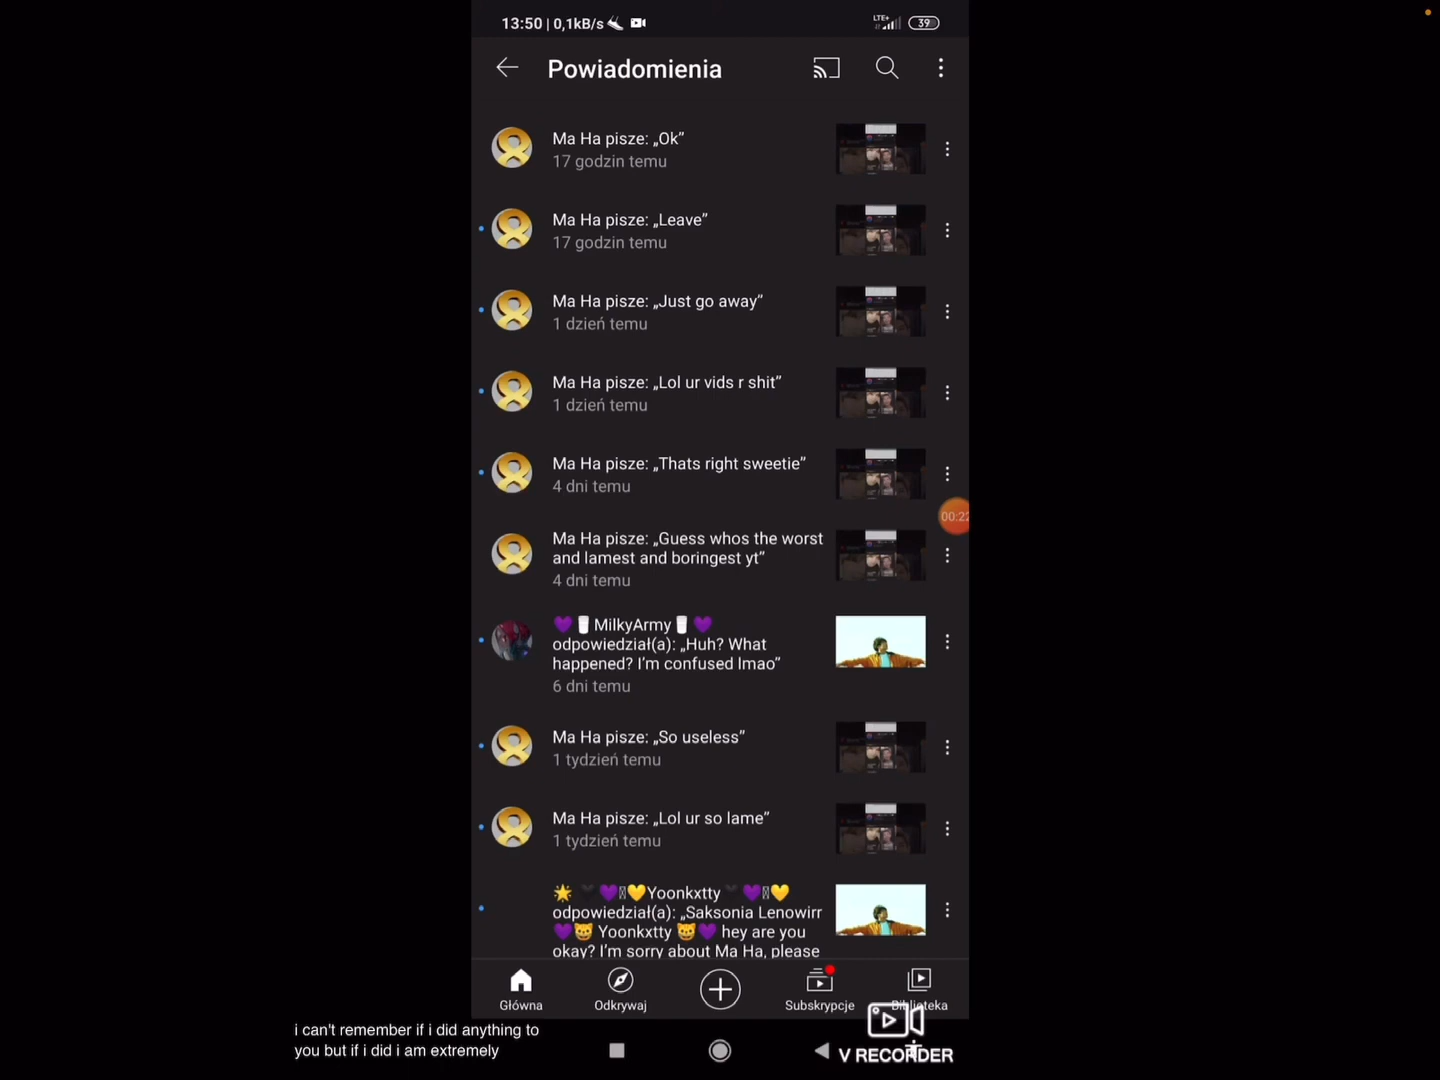 13:50 | 0,1kB/s
LTE+
39
Powiadomienia
Ma Ha pisze: „Ok”
17 godzin temu
Ma Ha pisze: „Leave”
17 godzin temu
Ma Ha pisze: „Just go away”
1 dzień temu
Ma Ha pisze: „Lol ur vids r shit”
1 dzień temu
Ma Ha pisze: „Thats right sweetie”
4 dni temu
00:22
Ma Ha pisze: „Guess whos the worst
and lamest and boringest yt”
4 dni temu
💜🥛MilkyArmy🥛💜
odpowiedział(a): „Huh? What
happened? I’m confused lmao”
6 dni temu
Ma Ha pisze: „So useless”
1 tydzień temu
Ma Ha pisze: „Lol ur so lame”
1 tydzień temu
🌟🖤💜💛Yoonkxtty🖤💜💛
odpowiedział(a): „Saksonia Lenowirr
💜😺 Yoonkxtty 😺💜 hey are you
okay? I’m sorry about Ma Ha, please
Główna
Odkrywaj
Subskrypcje
Biblioteka
i can't remember if i did anything to
you but if i did i am extremely
V RECORDER